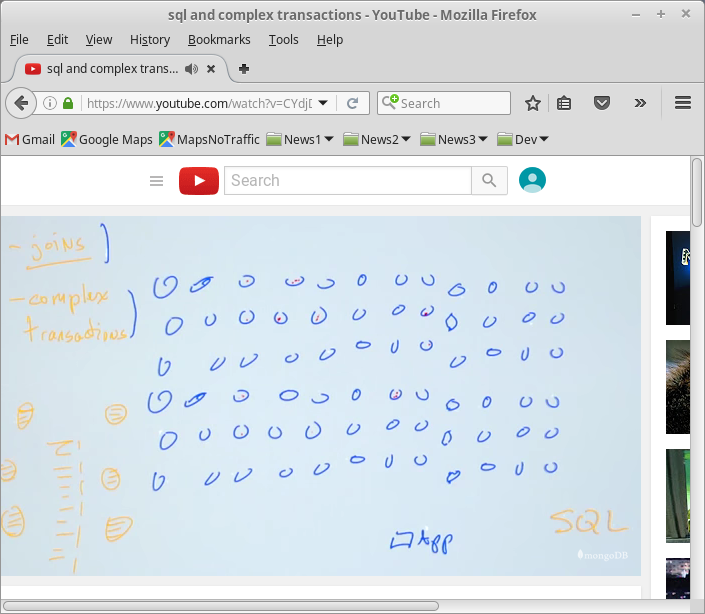 sql and complex transactions - YouTube - Mozilla Firefox
File Edit View History Bookmarks Tools Help
sql and complex trans...
https://www.youtube.com/watch?v=CYdj Search
Gmail Google Maps MapsNoTraffic News1 News2 News3 Dev
Search
- joins
- complex
transactions
App
SQL
mongoDB